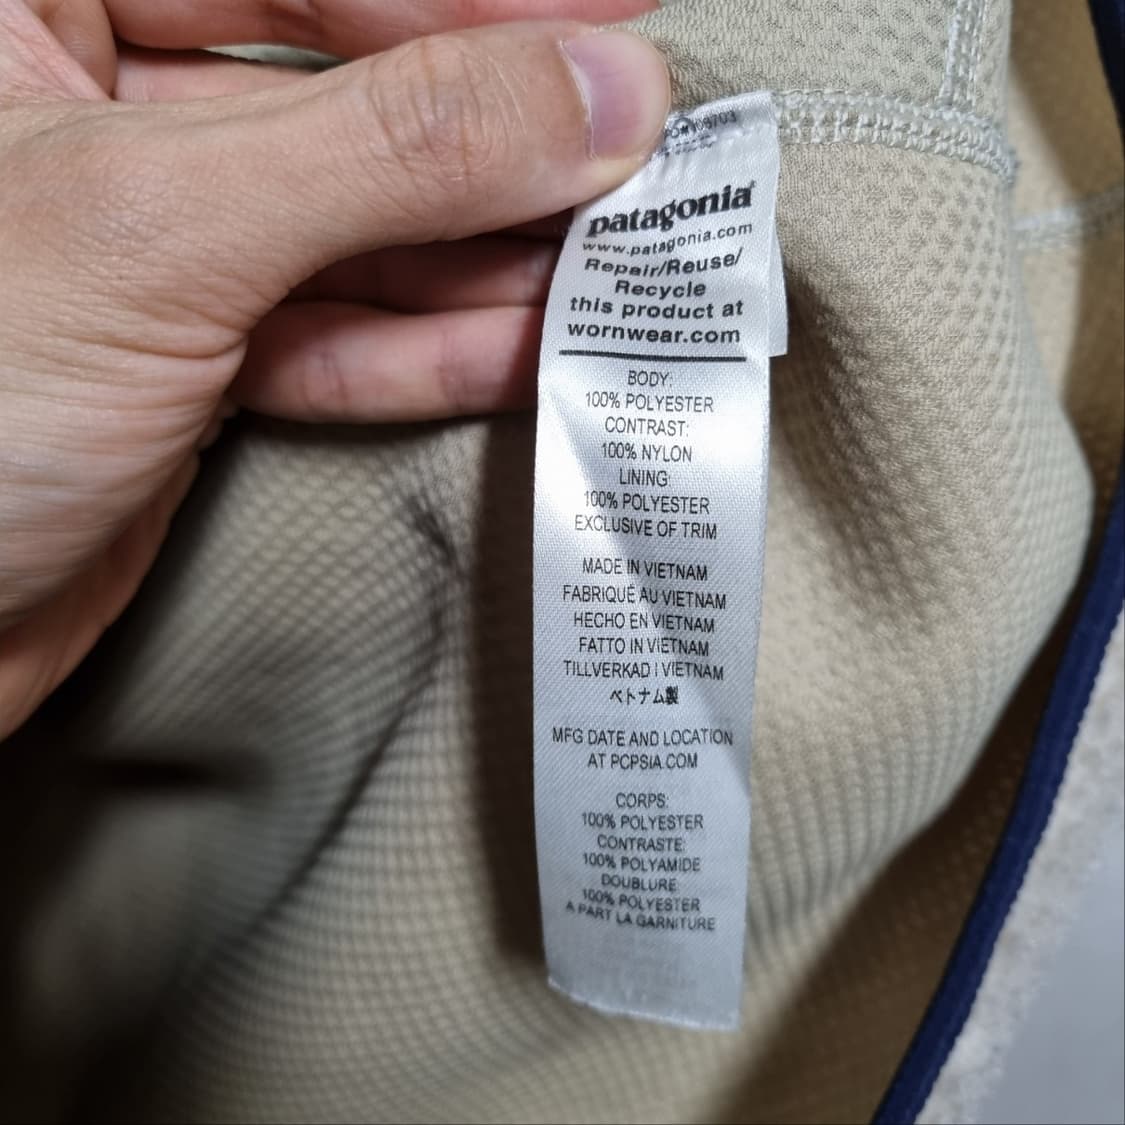 patagonia
www.patagonia.com
Repair/Reuse/
Recycle
this product at
wornwear.com
BODY:
100% POLYESTER
CONTRAST:
100% NYLON
LINING:
100% POLYESTER
EXCLUSIVE OF TRIM
MADE IN VIETNAM
FABRIQUÉ AU VIETNAM
HECHO EN VIETNAM
FATTO IN VIETNAM
TILLVERKAD I VIETNAM
ベトナム製
MFG DATE AND LOCATION
AT PCPSIA.COM
CORPS:
100% POLYESTER
CONTRASTE:
100% POLYAMIDE
DOUBLURE:
100% POLYESTER
A PART LA GARNITURE